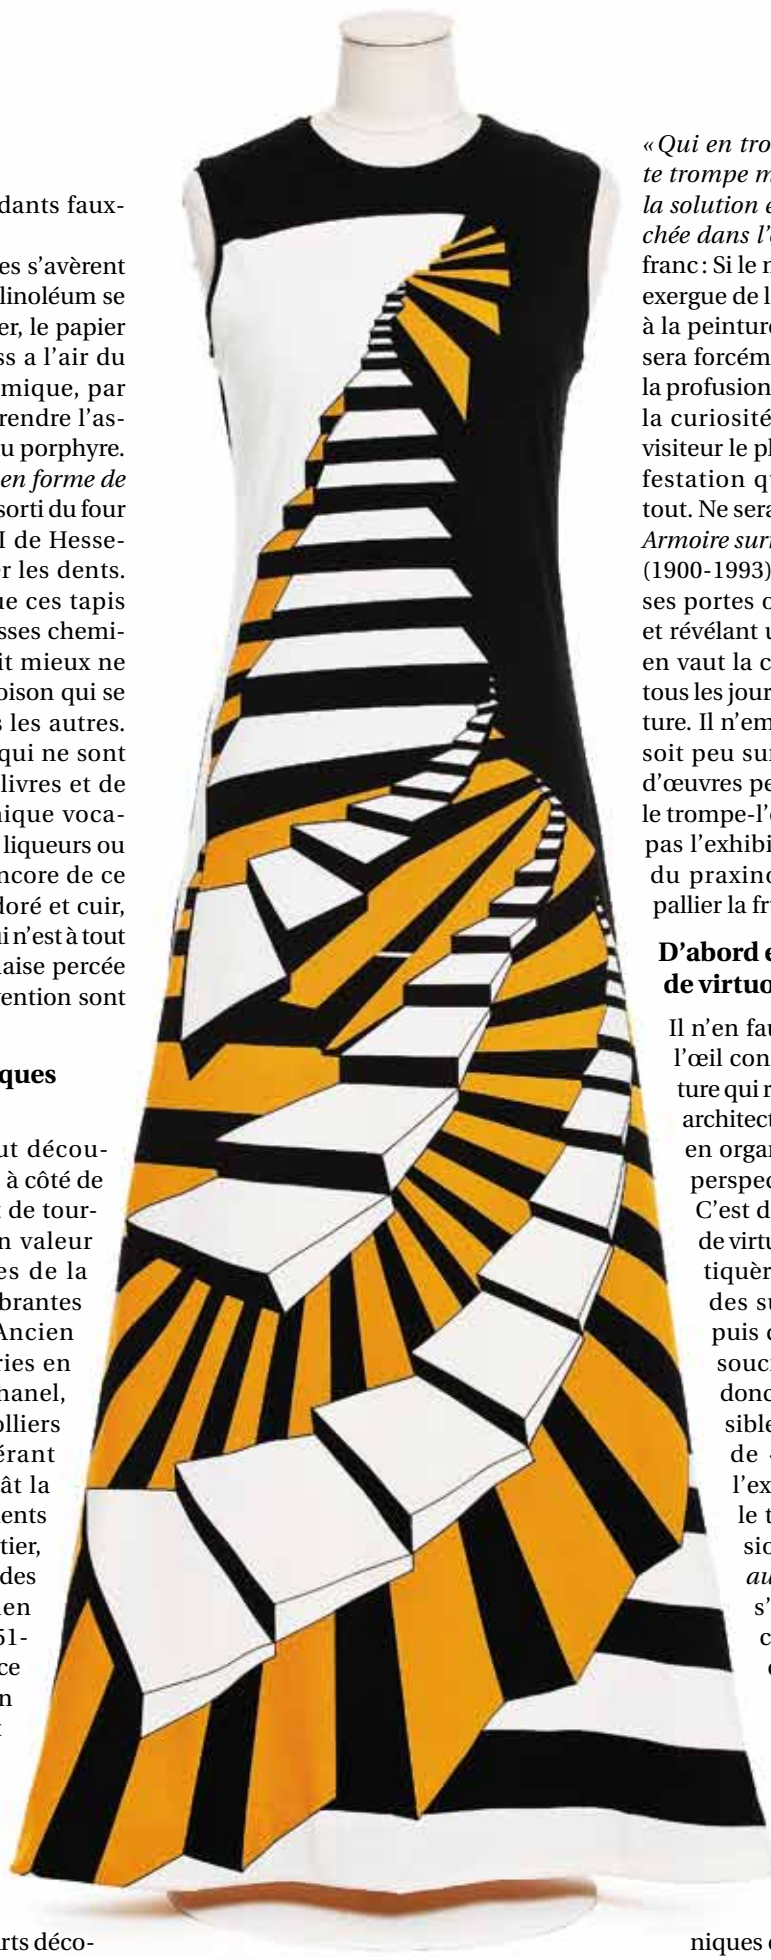 dants faux-
es s'avèrent
linoléum se
er, le papier
ss a l'air du
mique, par
rendre l'as-
u porphyre.
en forme de
sorti du four
I de Hesse-
er les dents.
ue ces tapis
sses chemi-
it mieux ne
oison qui se
s les autres.
qui ne sont
livres et de
nique voca-
liqueurs ou
ncore de ce
doré et cuir,
ui n'est à tout
naise percée
vention sont
ques
ut décou-
à côté de
t de tour-
n valeur
es de la
brantes
Ancien
ries en
hanel,
olliers
érant
ât la
ents
tier,
des
en
51-
ce
n
t
rts déco-
« Qui en tro
te trompe m
la solution e
chée dans l'
franc : Si le n
exergue de l
à la peinture
sera forcém
la profusion
la curiosité
visiteur le pl
festation qu
tout. Ne sera
Armoire surr
(1900-1993)
ses portes o
et révélant u
en vaut la c
tous les jour
ture. Il n'em
soit peu sur
d'œuvres pe
le trompe-l'
pas l'exhibi
du praxino
pallier la fr
D'abord e
de virtuo
Il n'en fau
l'œil con
ture qui r
architect
en organ
perspec
C'est d
de virtu
tiquèr
des su
puis d
souci
donc
sible
de «
l'ex
le t
sio
au
s'
c
niques